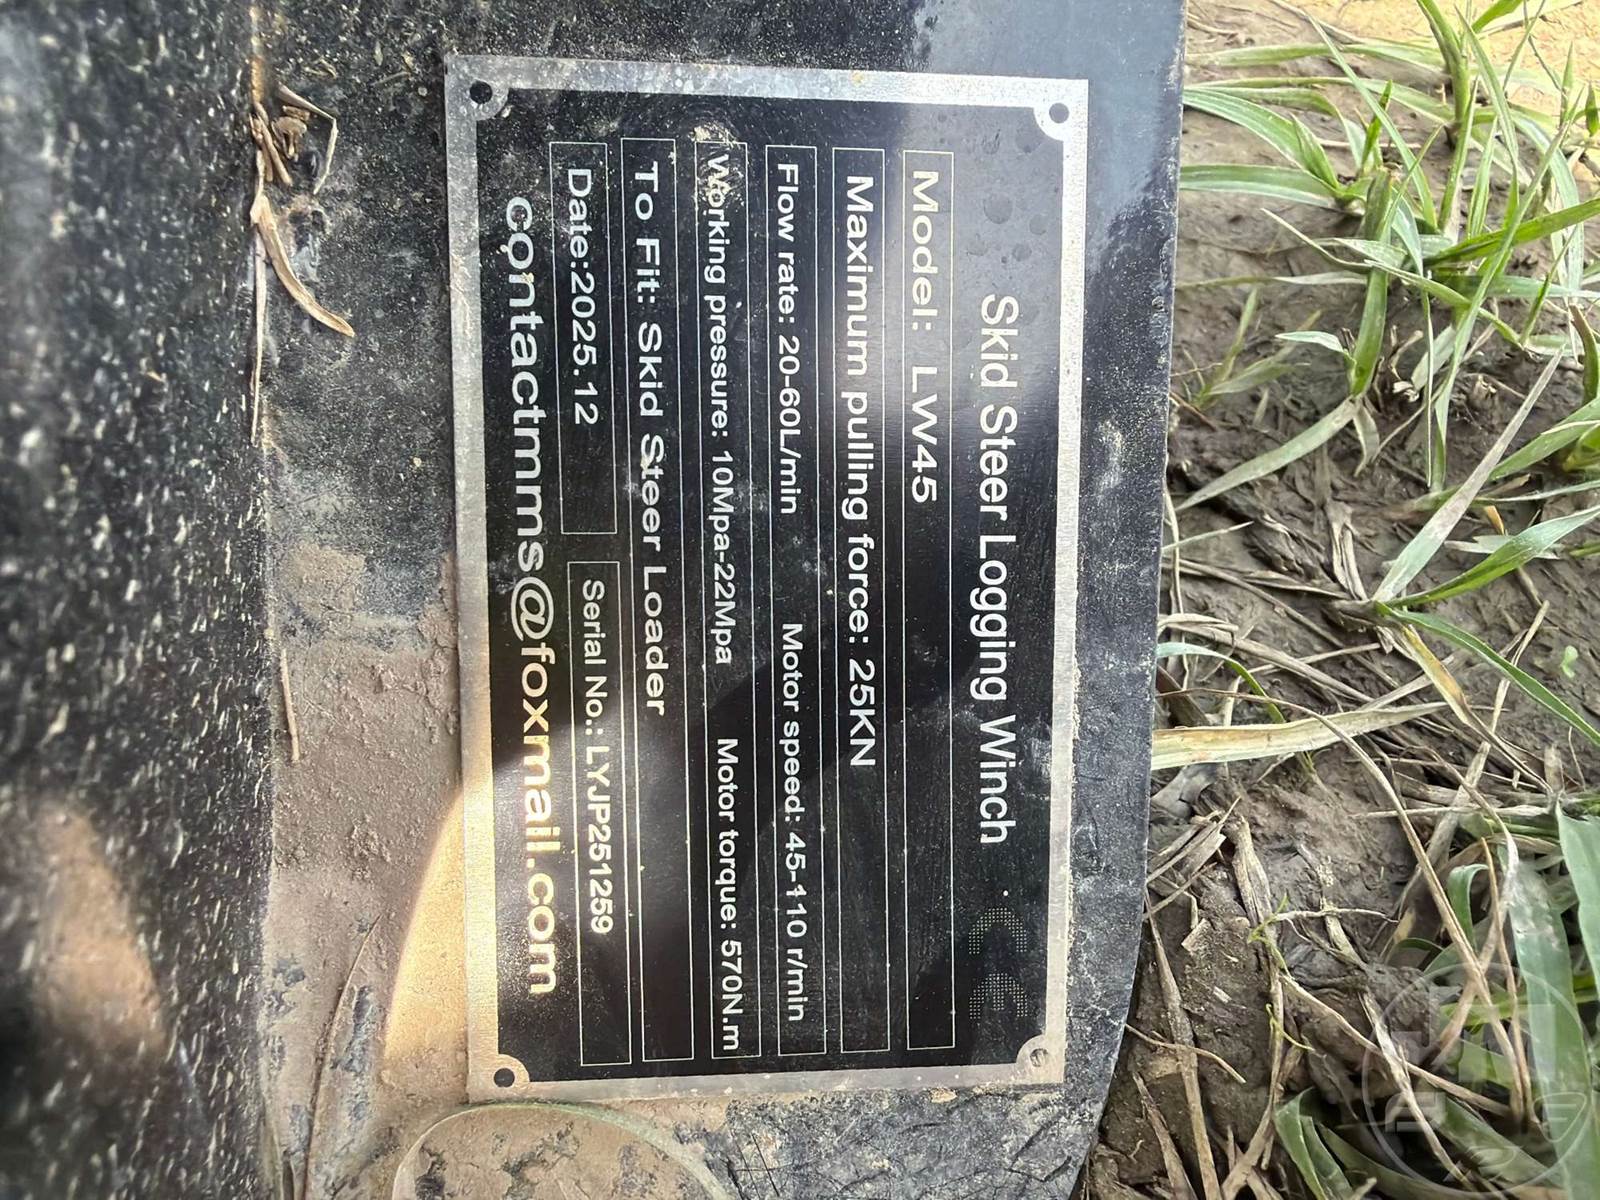 Skid Steer Logging Winch
CE
Model: LW45
Maximum pulling force: 25KN
Flow rate: 20-60L/min Motor speed: 45-110 r/min
Working pressure: 10Mpa-22Mpa Motor torque: 570N.m
To Fit: Skid Steer Loader
Date:2025.12 Serial No.: LYJP251259
contactmms@foxmail.com